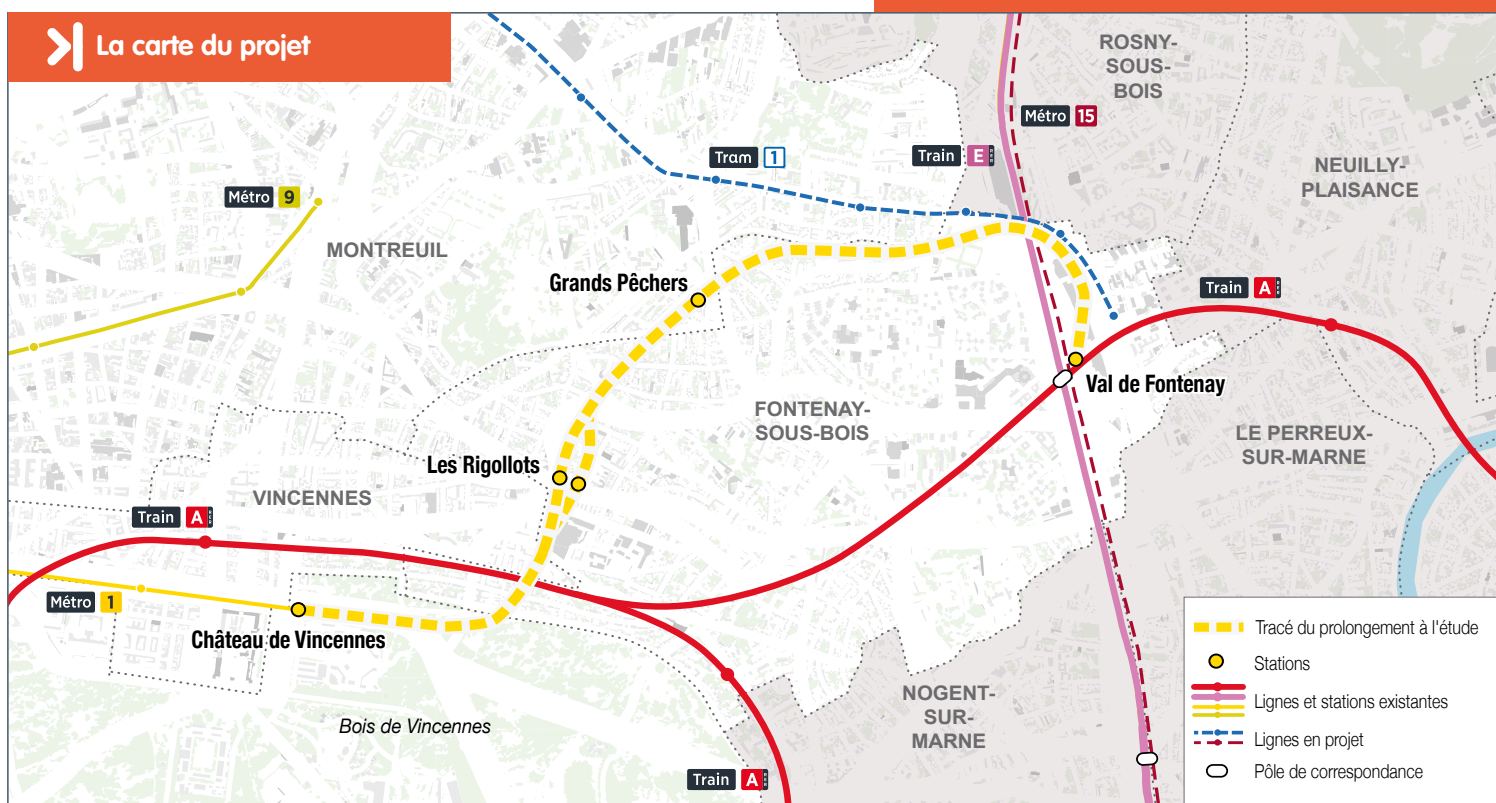 La carte du projet
ROSNY-
SOUS-
BOIS
Métro 15
Tram 1
Train E
NEUILLY-
PLAISANCE
Métro 9
MONTREUIL
Grands Pêchers
Train A
Val de Fontenay
FONTENAY-
SOUS-BOIS
LE PERREUX-
SUR-MARNE
Les Rigollots
VINCENNES
Train A
Métro 1
Château de Vincennes
Bois de Vincennes
NOGENT-
SUR-
MARNE
Train A
Tracé du prolongement à l'étude
Stations
Lignes et stations existantes
Lignes en projet
Pôle de correspondance